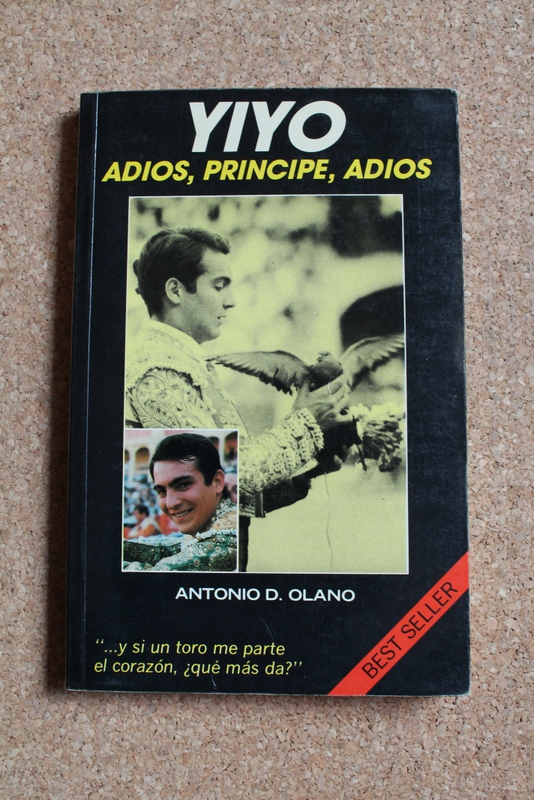 YIYO
ADIOS, PRINCIPE, ADIOS
ANTONIO D. OLANO
"...y si un toro me parte
el corazón, ¿qué más da?"
BEST SELLER